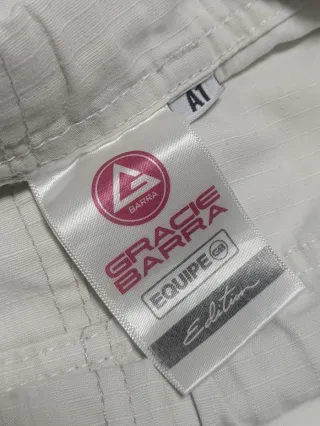 A1
BARRA
GRACIE
BARRA
EQUIPE GB
Edition